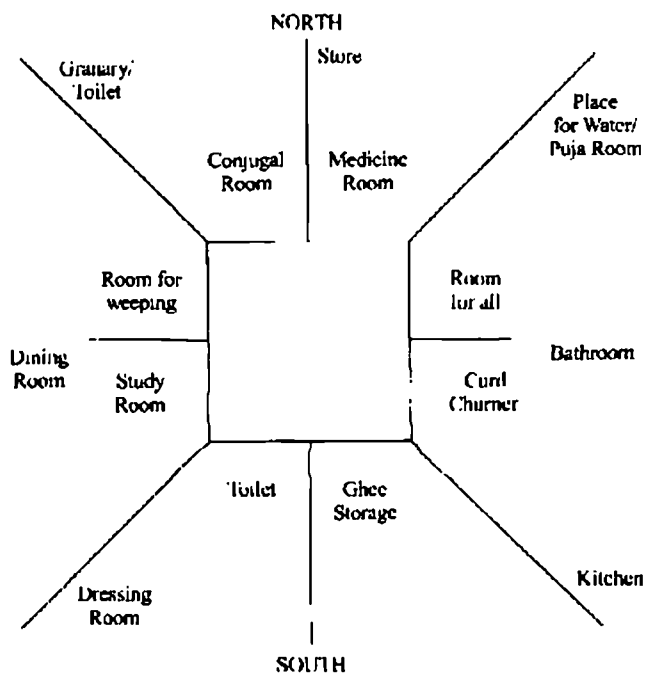 NORTH
Store
Granary/
Toilet
Place
for Water/
Puja Room
Conjugal
Room
Medicine
Room
Room for
weeping
Room
for all
Dining
Room
Bathroom
Study
Room
Curd
Churner
Toilet
Ghee
Storage
Kitchen
Dressing
Room
SOUTH